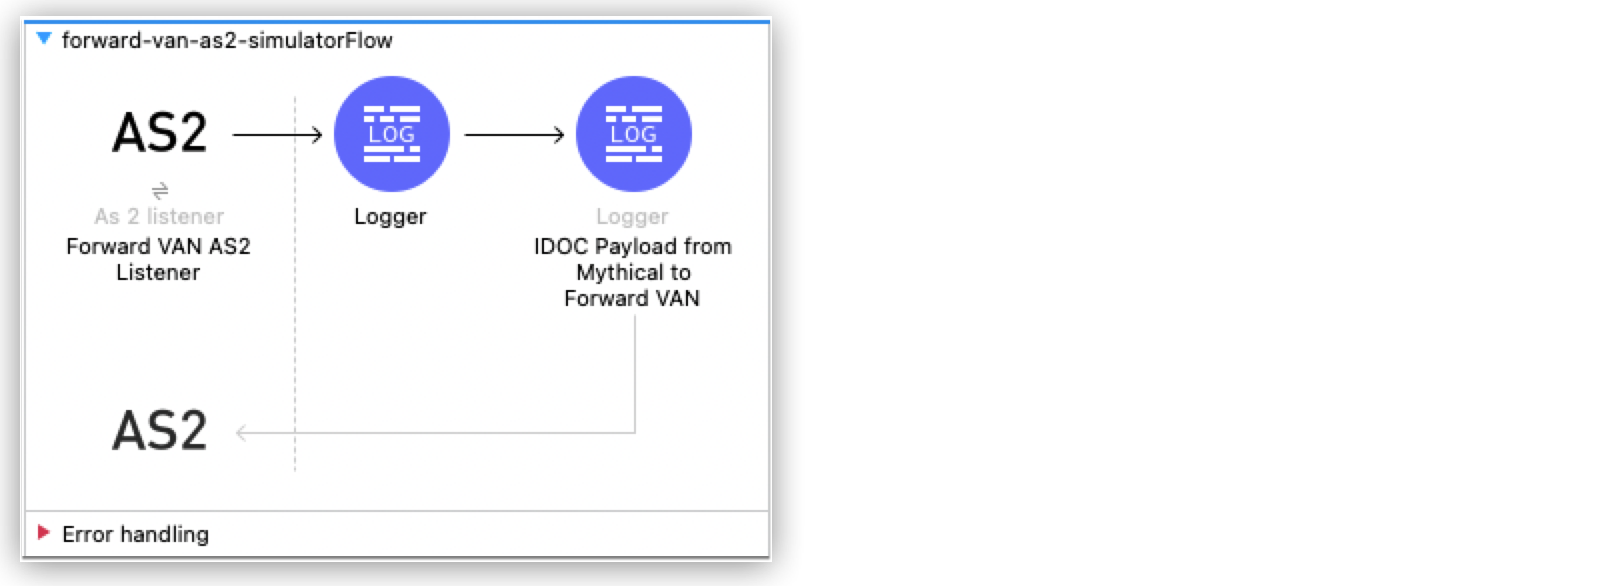 forward-van-as2-simulatorFlow
AS2
LOG
LOG
As 2 listener
Logger
Logger
Forward VAN AS2
Listener
IDOC Payload from
Mythical to
Forward VAN
AS2
Error handling